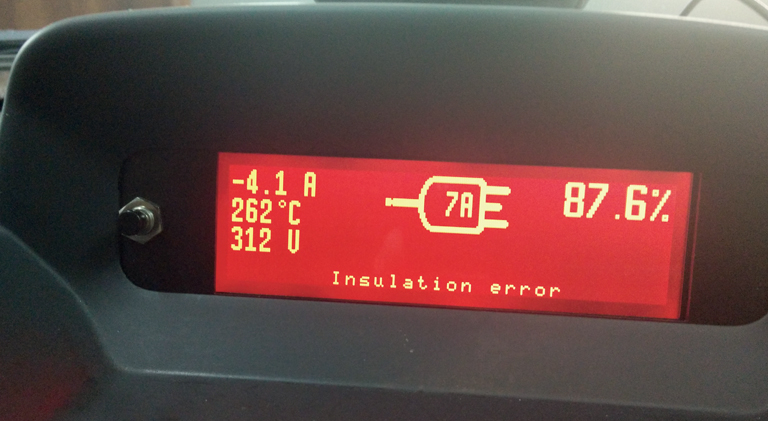 -4.1 A
262°C
312 V
7A
87.6%
Insulation error